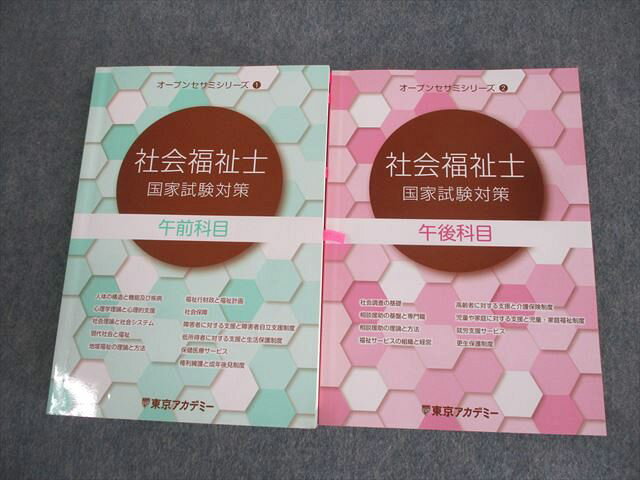 オープンセサミシリーズ 1
社会福祉士
国家試験対策
午前科目
人体の構造と機能及び疾病
心理学理論と心理的支援
社会理論と社会システム
現代社会と福祉
地域福祉の理論と方法
福祉行財政と福祉計画
社会保障
障害者に対する支援と障害者自立支援制度
低所得者に対する支援と生活保護制度
保健医療サービス
権利擁護と成年後見制度
東京アカデミー
オープンセサミシリーズ 2
社会福祉士
国家試験対策
午後科目
社会調査の基礎
相談援助の基盤と専門職
相談援助の理論と方法
福祉サービスの組織と経営
高齢者に対する支援と介護保険制度
児童や家庭に対する支援と児童・家庭福祉制度
就労支援サービス
更生保護制度
東京アカデミー